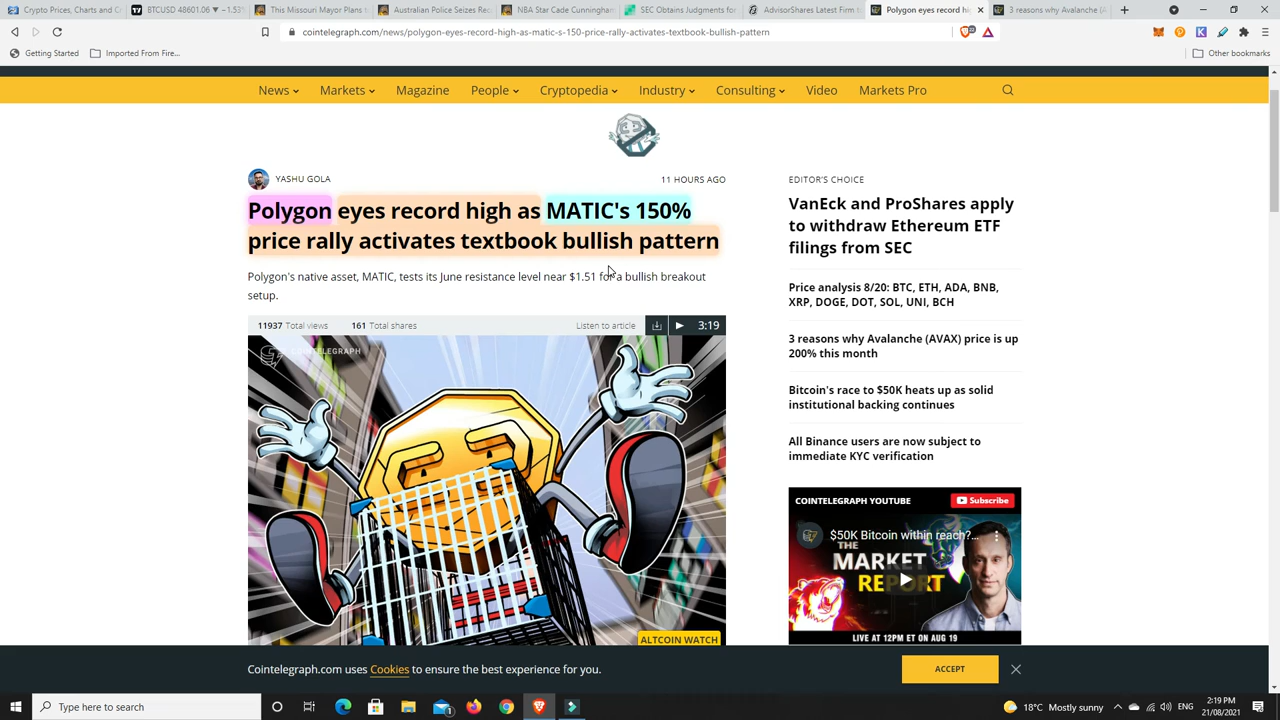 Crypto Prices, Charts and Cr
BTCUSD 48601.06 ▼ −1.53%
This Missouri Mayor Plans t
Australian Police Seizes Rec
NBA Star Cade Cunningham
SEC Obtains Judgments for
AdvisorShares Latest Firm t
Polygon eyes record hi
3 reasons why Avalanche (A
cointelegraph.com/news/polygon-eyes-record-high-as-matic-s-150-price-rally-activates-textbook-bullish-pattern
22
Getting Started
Imported From Fire...
Other bookmarks
News
Markets
Magazine
People
Cryptopedia
Industry
Consulting
Video
Markets Pro
YASHU GOLA
11 HOURS AGO
Polygon eyes record high as MATIC's 150%
price rally activates textbook bullish pattern
Polygon's native asset, MATIC, tests its June resistance level near $1.51 for a bullish breakout
setup.
11937 Total views
161 Total shares
Listen to article
3:19
COINTELEGRAPH
ALTCOIN WATCH
EDITOR'S CHOICE
VanEck and ProShares apply
to withdraw Ethereum ETF
filings from SEC
Price analysis 8/20: BTC, ETH, ADA, BNB,
XRP, DOGE, DOT, SOL, UNI, BCH
3 reasons why Avalanche (AVAX) price is up
200% this month
Bitcoin's race to $50K heats up as solid
institutional backing continues
All Binance users are now subject to
immediate KYC verification
COINTELEGRAPH YOUTUBE
Subscribe
$50K Bitcoin within reach?...
THE
MARKET
REPORT
LIVE AT 12PM ET ON AUG 19
Cointelegraph.com uses Cookies to ensure the best experience for you.
ACCEPT
Type here to search
18°C Mostly sunny
ENG
2:19 PM
21/08/2021